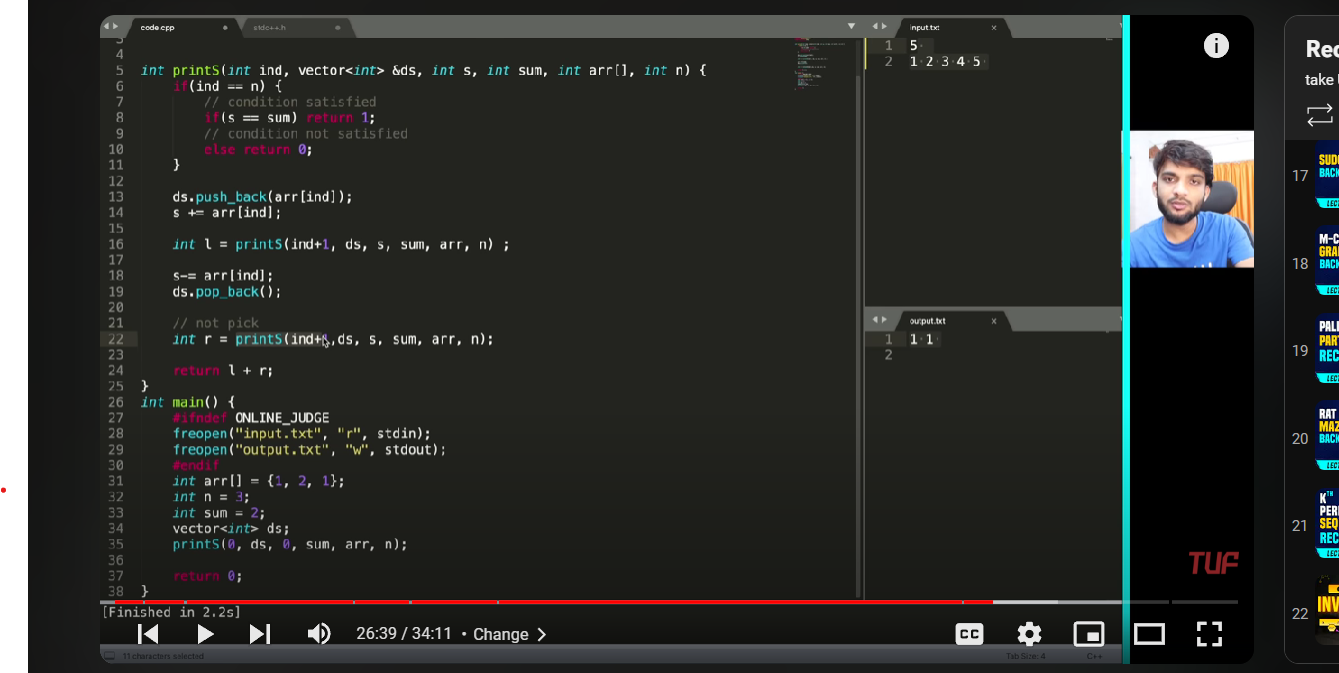 code.cpp
stdc++.h
3
4
5 int printS(int ind, vector<int> &ds, int s, int sum, int arr[], int n) {
6 if(ind == n) {
7 // condition satisfied
8 if(s == sum) return 1;
9 // condition not satisfied
10 else return 0;
11 }
12
13 ds.push_back(arr[ind]);
14 s += arr[ind];
15
16 int l = printS(ind+1, ds, s, sum, arr, n) ;
17
18 s-= arr[ind];
19 ds.pop_back();
20
21 // not pick
22 int r = printS(ind+1,ds, s, sum, arr, n);
23
24 return l + r;
25 }
26 int main() {
27 #ifndef ONLINE_JUDGE
28 freopen("input.txt", "r", stdin);
29 freopen("output.txt", "w", stdout);
30 #endif
31 int arr[] = {1, 2, 1};
32 int n = 3;
33 int sum = 2;
34 vector<int> ds;
35 printS(0, ds, 0, sum, arr, n);
36
37 return 0;
38 }
[Finished in 2.2s]
26:39 / 34:11 • Change
CC
11 characters selected
Tab Size: 4
C++
input.txt
1 5
2 1 2 3 4 5
output.txt
1 1 1
2
TUF
Rec
take
17
SUDO
BACK
LEC
18
M-C
GRA
BACK
LEC
19
PALI
PART
REC
LEC
20
RAT
MAZ
BACK
LEC
21
K TH
PER
SEQ
REC
LEC
22
INV